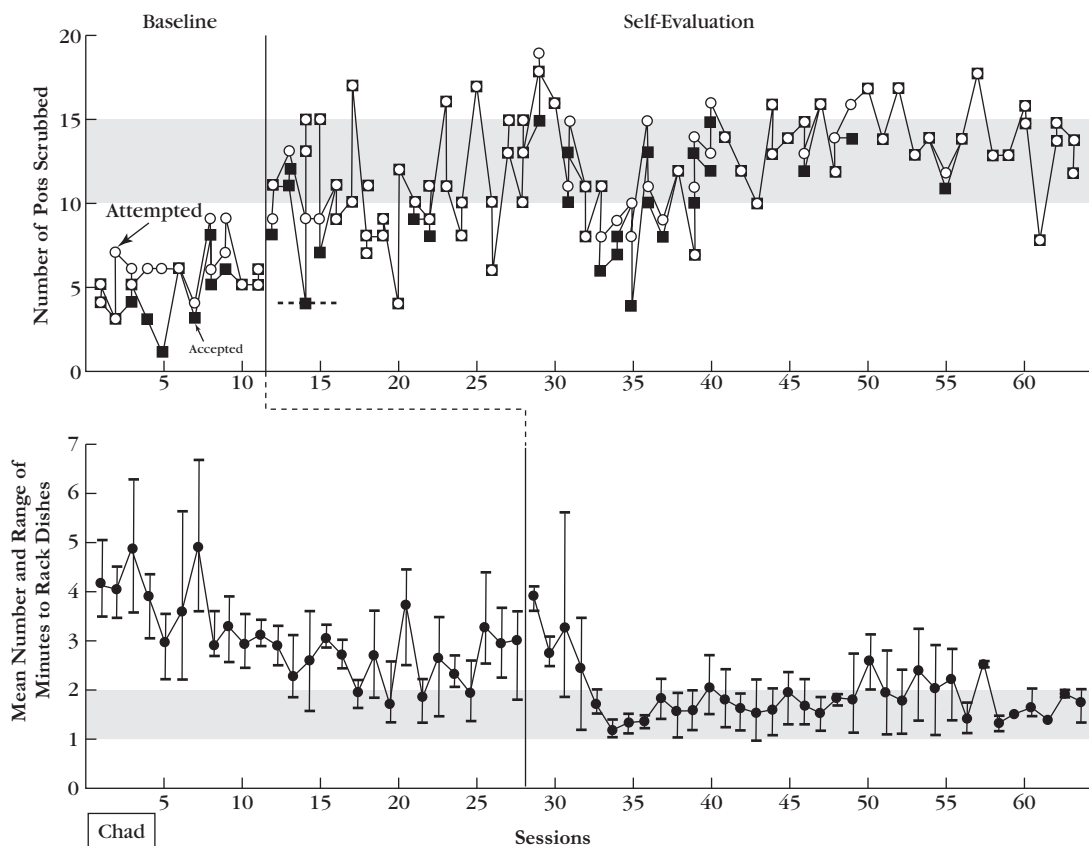 Baseline
Self-Evaluation
Number of Pots Scrubbed
20
15
10
5
0
Attempted
Accepted
5 10 15 20 25 30 35 40 45 50 55 60
Mean Number and Range of
Minutes to Rack Dishes
7
6
5
4
3
2
1
0
5 10 15 20 25 30 35 40 45 50 55 60
Chad
Sessions